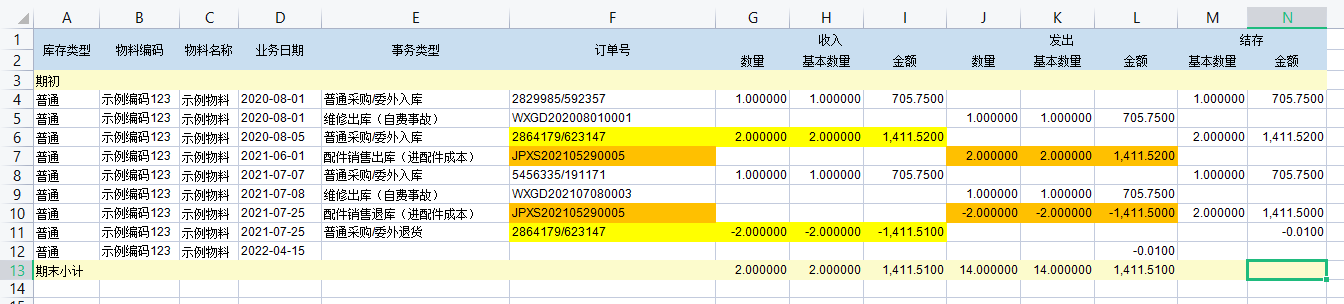 A B C D E F G H I J K L M N
1 库存类型 物料编码 物料名称 业务日期 事务类型 订单号 收入 发出 结存
2 数量 基本数量 金额 数量 基本数量 金额 基本数量 金额
3 期初
4 普通 示例编码123 示例物料 2020-08-01 普通采购/委外入库 2829985/592357 1.000000 1.000000 705.7500 1.000000 705.7500
5 普通 示例编码123 示例物料 2020-08-01 维修出库（自费事故） WXGD202008010001 1.000000 1.000000 705.7500
6 普通 示例编码123 示例物料 2020-08-05 普通采购/委外入库 2864179/623147 2.000000 2.000000 1,411.5200 2.000000 1,411.5200
7 普通 示例编码123 示例物料 2021-06-01 配件销售出库（进配件成本） JPXS202105290005 2.000000 2.000000 1,411.5200
8 普通 示例编码123 示例物料 2021-07-07 普通采购/委外入库 5456335/191171 1.000000 1.000000 705.7500 1.000000 705.7500
9 普通 示例编码123 示例物料 2021-07-08 维修出库（自费事故） WXGD202107080003 1.000000 1.000000 705.7500
10 普通 示例编码123 示例物料 2021-07-25 配件销售退库（进配件成本） JPXS202105290005 -2.000000 -2.000000 -1,411.5000 2.000000 1,411.5000
11 普通 示例编码123 示例物料 2021-07-25 普通采购/委外退货 2864179/623147 -2.000000 -2.000000 -1,411.5100 -0.0100
12 普通 示例编码123 示例物料 2022-04-15 -0.0100
13 期末小计 2.000000 2.000000 1,411.5100 14.000000 14.000000 1,411.5100
14